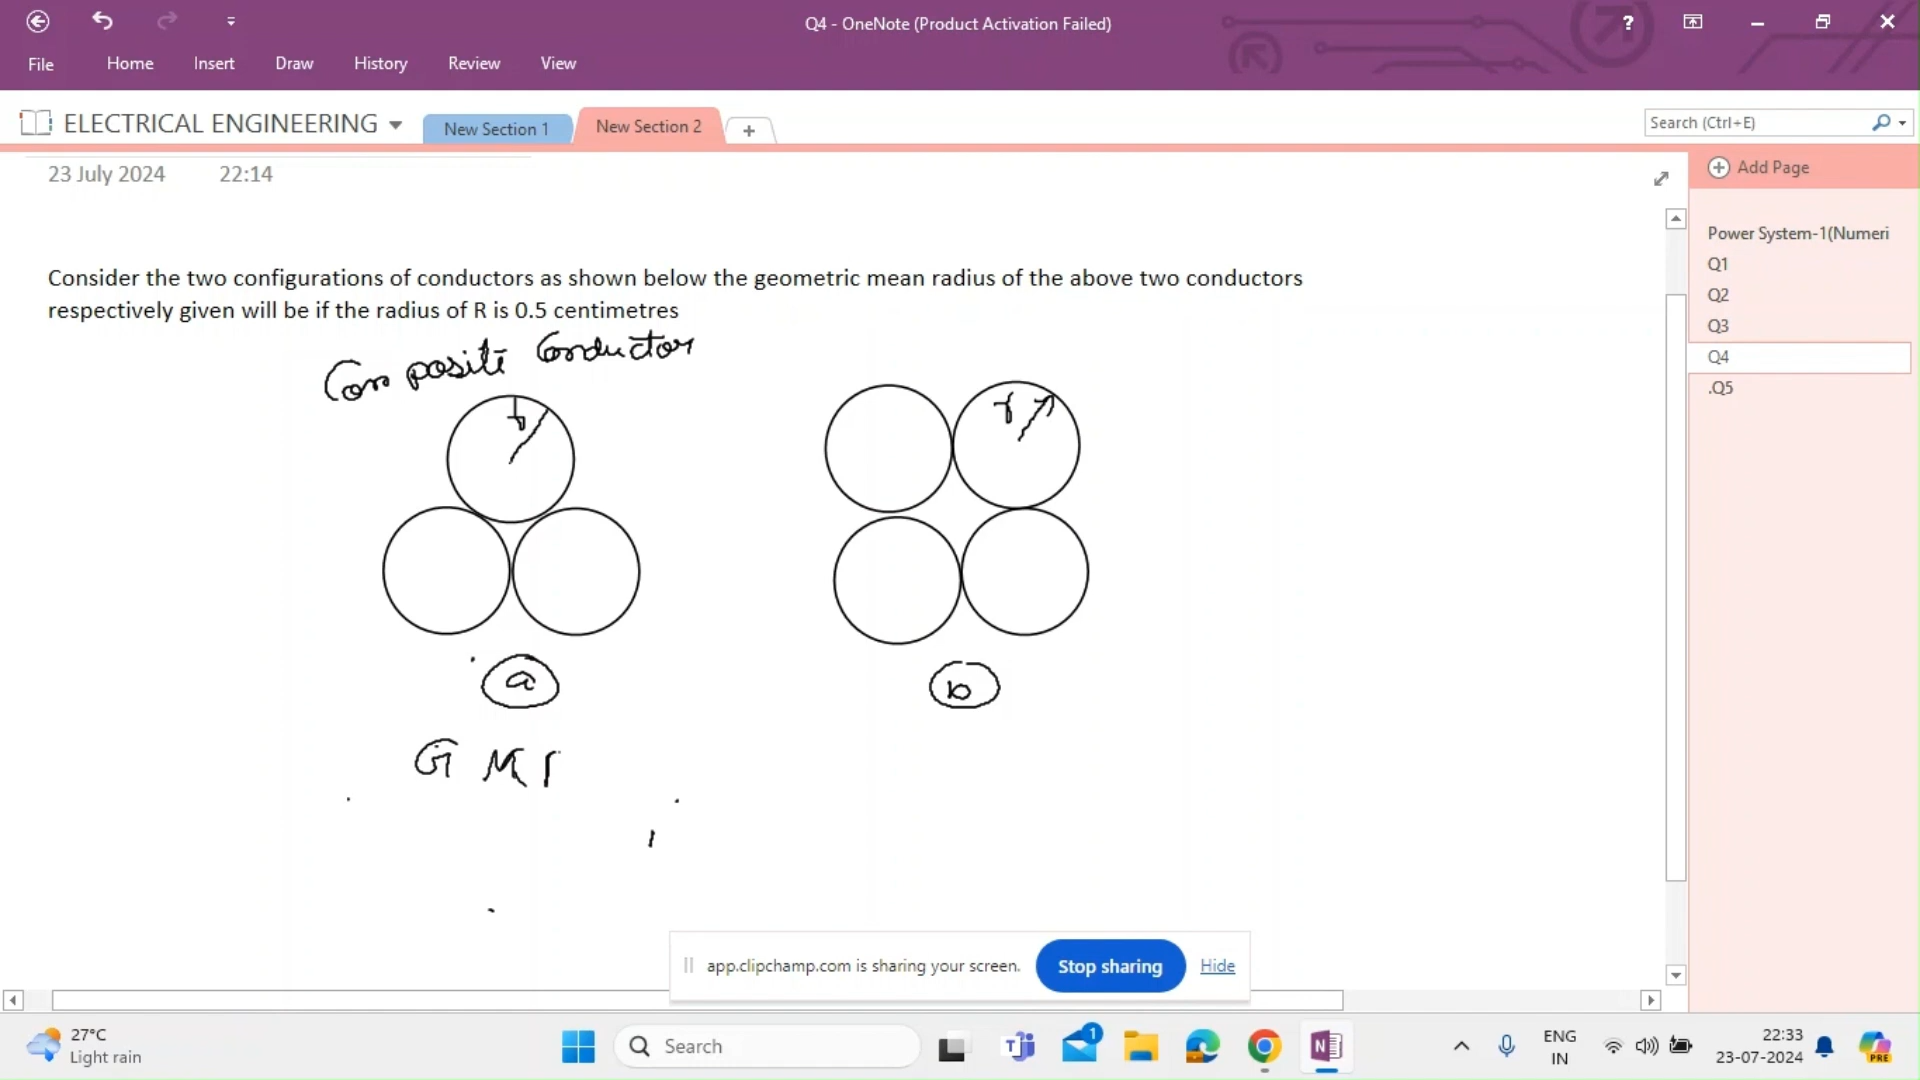 Q4 - OneNote (Product Activation Failed)
?
File Home Insert Draw History Review View
ELECTRICAL ENGINEERING
New Section 1
New Section 2
Search (Ctrl+E)
23 July 2024 22:14
Add Page
Power System-1(Numeri
Q1
Q2
Q3
Q4
.Q5
Consider the two configurations of conductors as shown below the geometric mean radius of the above two conductors
respectively given will be if the radius of R is 0.5 centimetres
Composite Conductor
r
a
b
G M
app.clipchamp.com is sharing your screen.
Stop sharing
Hide
27°C
Light rain
Search
1
ENG
IN
22:33
23-07-2024
PRE